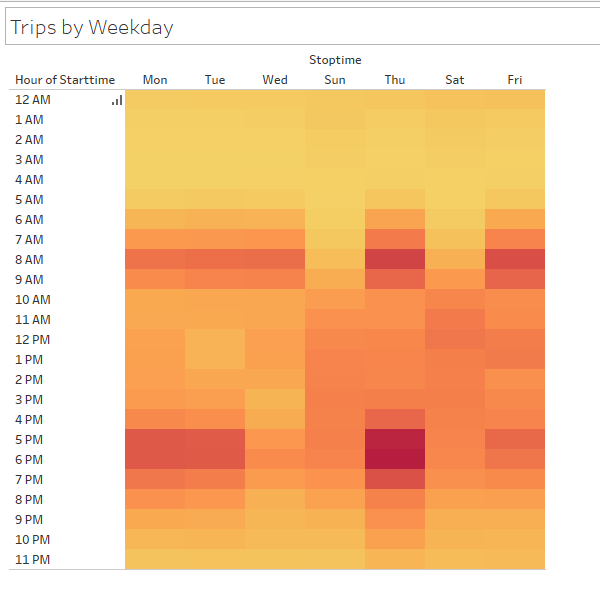 Trips by Weekday
Stoptime
Hour of Starttime Mon Tue Wed Sun Thu Sat Fri
12 AM
1 AM
2 AM
3 AM
4 AM
5 AM
6 AM
7 AM
8 AM
9 AM
10 AM
11 AM
12 PM
1 PM
2 PM
3 PM
4 PM
5 PM
6 PM
7 PM
8 PM
9 PM
10 PM
11 PM